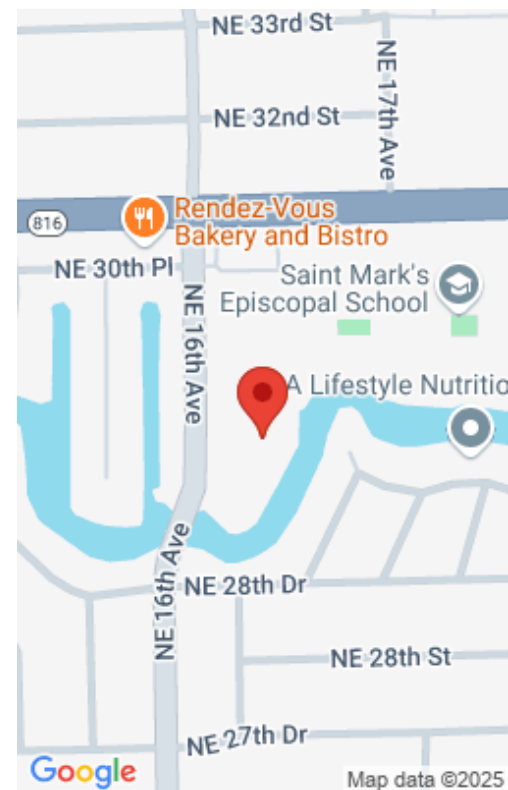 NE 33rd St
NE 17th Ave
NE 32nd St
816
Rendez-Vous
Bakery and Bistro
NE 30th Pl
Saint Mark's
Episcopal School
NE 16th Ave
A Lifestyle Nutritio
NE 16th Ave
NE 28th Dr
NE 28th St
NE 27th Dr
Google
Map data ©2025